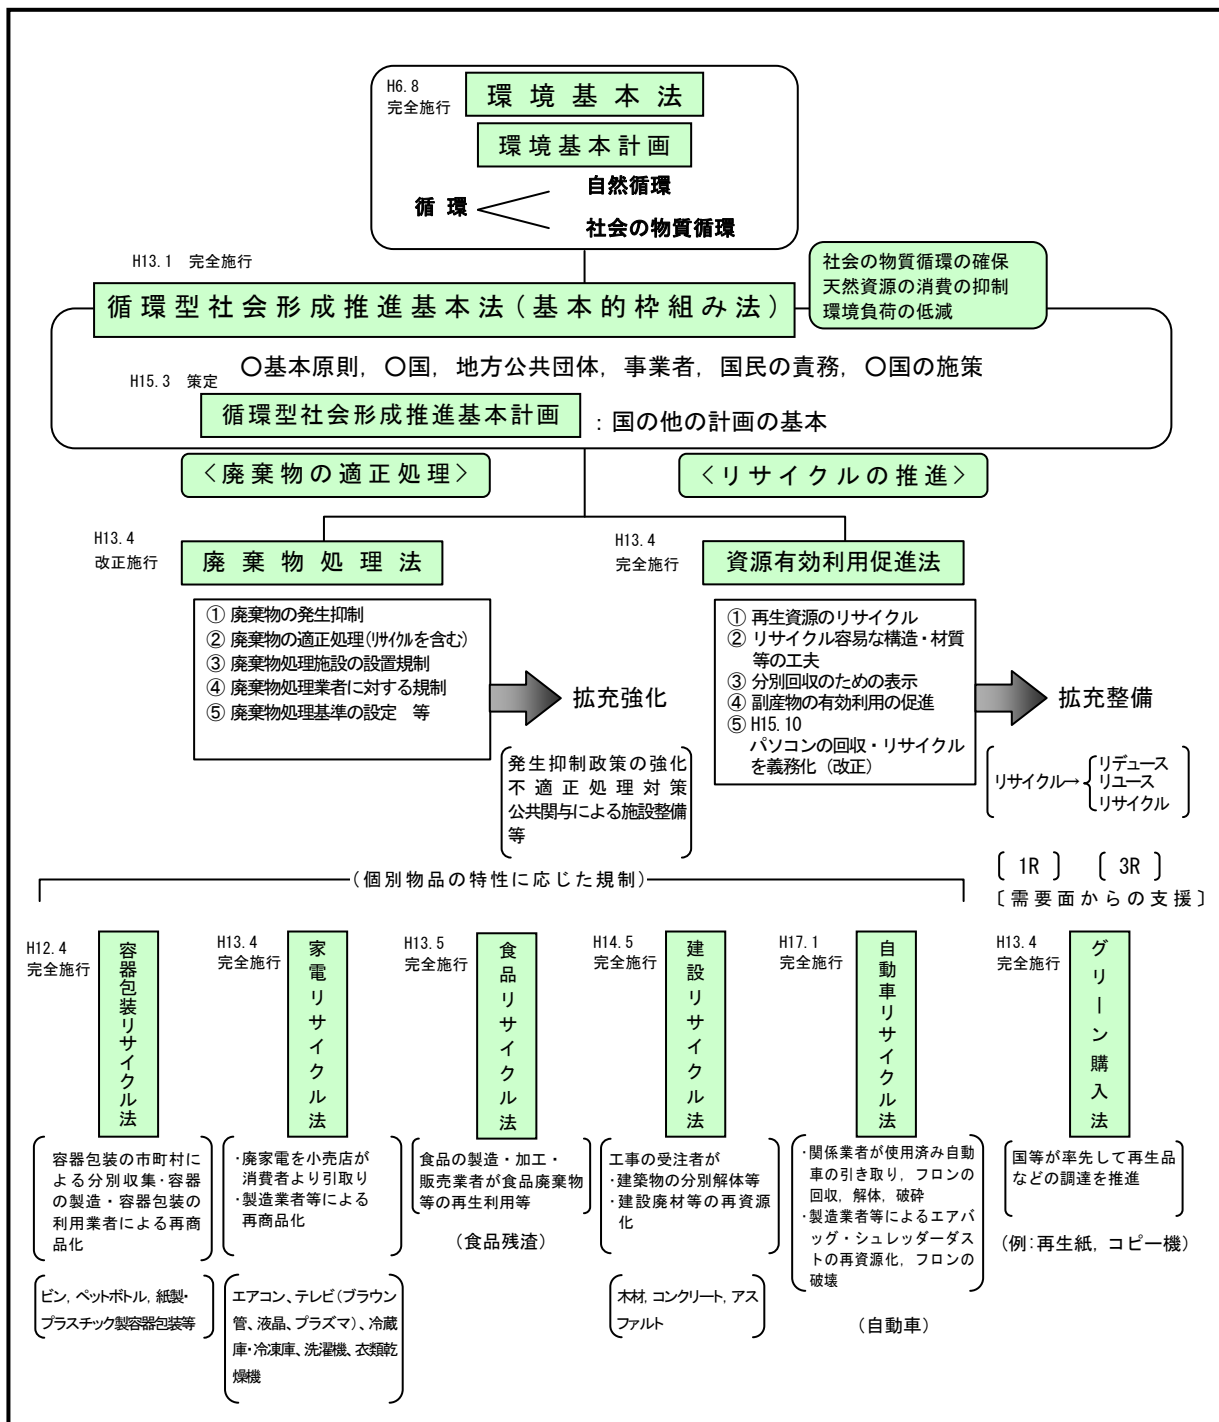 H6.8
完全施行
環境基本法
環境基本計画
循環
自然循環
社会の物質循環
H13.1 完全施行
循環型社会形成推進基本法(基本的枠組み法)
社会の物質循環の確保
天然資源の消費の抑制
環境負荷の低減
○基本原則, ○国, 地方公共団体, 事業者, 国民の責務, ○国の施策
H15.3 策定
循環型社会形成推進基本計画
:国の他の計画の基本
<廃棄物の適正処理>
<リサイクルの推進>
H13.4
改正施行
廃棄物処理法
① 廃棄物の発生抑制
② 廃棄物の適正処理(リサイクルを含む)
③ 廃棄物処理施設の設置規制
④ 廃棄物処理業者に対する規制
⑤ 廃棄物処理基準の設定 等
拡充強化
発生抑制政策の強化
不適正処理対策
公共関与による施設整備
等
H13.4
完全施行
資源有効利用促進法
① 再生資源のリサイクル
② リサイクル容易な構造・材質
等の工夫
③ 分別回収のための表示
④ 副産物の有効利用の促進
⑤ H15.10
パソコンの回収・リサイクル
を義務化(改正)
拡充整備
リサイクル→
リデュース
リユース
リサイクル
〔1R〕 〔3R〕
〔需要面からの支援〕
(個別物品の特性に応じた規制)
H12.4
完全施行
容器包装リサイクル法
容器包装の市町村に
よる分別収集・容器
の製造・容器包装の
利用業者による再商
品化
ビン, ペットボトル, 紙製・
プラスチック製容器包装等
H13.4
完全施行
家電リサイクル法
・廃家電を小売店が
消費者より引取り
・製造業者等による
再商品化
エアコン、テレビ(ブラウン
管、液晶、プラズマ)、冷蔵
庫・冷凍庫、洗濯機、衣類乾
燥機
H13.5
完全施行
食品リサイクル法
食品の製造・加工・
販売業者が食品廃棄物
等の再生利用等
(食品残渣)
H14.5
完全施行
建設リサイクル法
工事の受注者が
・建築物の分別解体等
・建設廃材等の再資源
化
木材, コンクリート, アス
ファルト
H17.1
完全施行
自動車リサイクル法
・関係業者が使用済み自動
車の引き取り, フロンの
回収, 解体, 破砕
・製造業者等によるエアバ
ッグ・シュレッダーダス
トの再資源化, フロンの
破壊
(自動車)
H13.4
完全施行
グリーン購入法
国等が率先して再生品
などの調達を推進
(例:再生紙, コピー機)